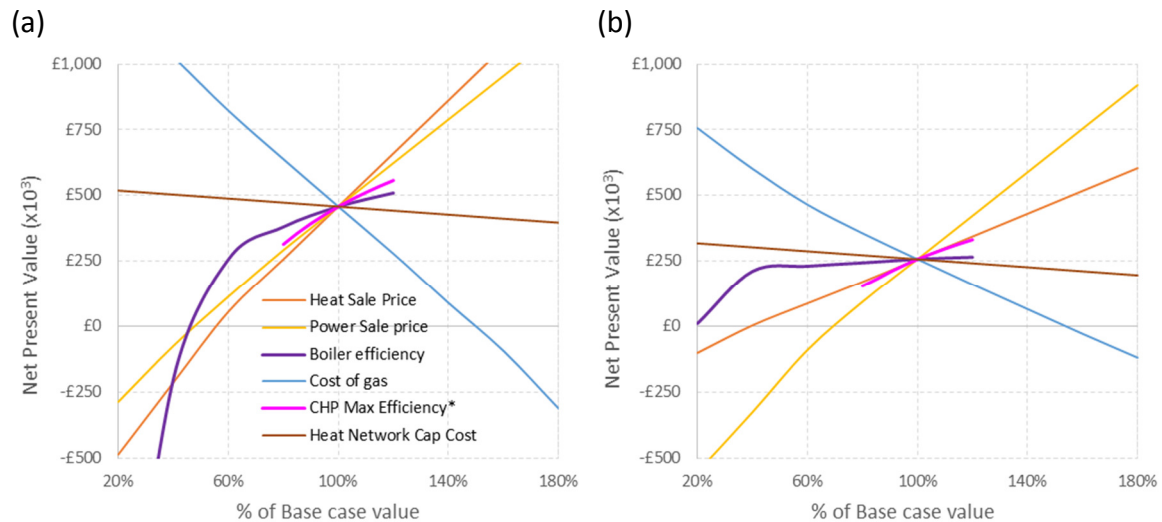 (a)
£1,000
£750
£500
£250
£0
-£250
-£500
Net Present Value (x10³)
20%
60%
100%
140%
180%
% of Base case value
Heat Sale Price
Power Sale price
Boiler efficiency
Cost of gas
CHP Max Efficiency*
Heat Network Cap Cost
(b)
£1,000
£750
£500
£250
£0
-£250
-£500
Net Present Value (x10³)
20%
60%
100%
140%
180%
% of Base case value